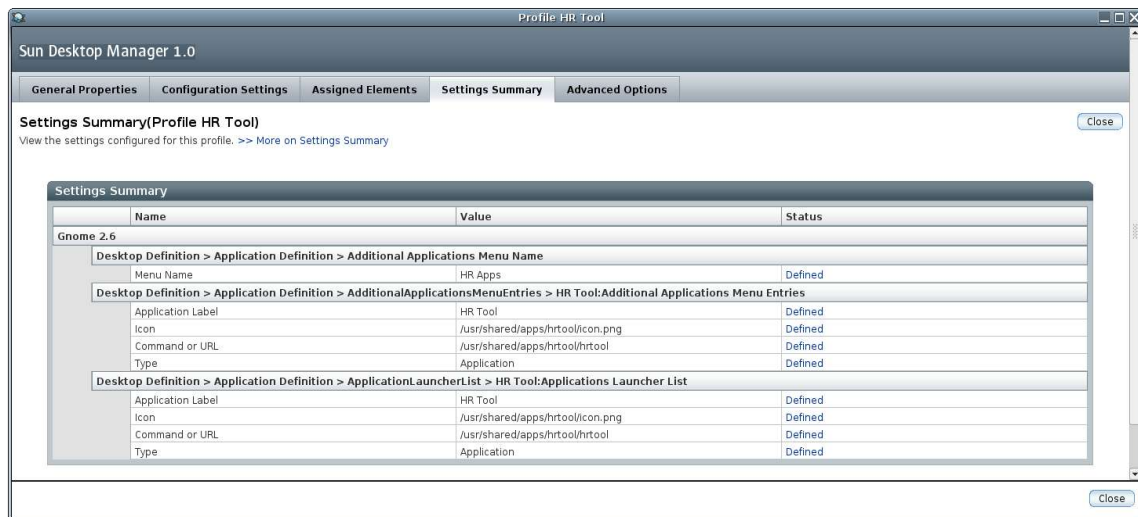 Profile HR Tool
Sun Desktop Manager 1.0
General Properties Configuration Settings Assigned Elements Settings Summary Advanced Options
Settings Summary(Profile HR Tool) Close
View the settings configured for this profile. >> More on Settings Summary
Settings Summary
Name Value Status
Gnome 2.6
Desktop Definition > Application Definition > Additional Applications Menu Name
Menu Name HR Apps Defined
Desktop Definition > Application Definition > AdditionalApplicationsMenuEntries > HR Tool:Additional Applications Menu Entries
Application Label HR Tool Defined
Icon /usr/shared/apps/hrtool/icon.png Defined
Command or URL /usr/shared/apps/hrtool/hrtool Defined
Type Application Defined
Desktop Definition > Application Definition > ApplicationLauncherList > HR Tool:Applications Launcher List
Application Label HR Tool Defined
Icon /usr/shared/apps/hrtool/icon.png Defined
Command or URL /usr/shared/apps/hrtool/hrtool Defined
Type Application Defined
Close